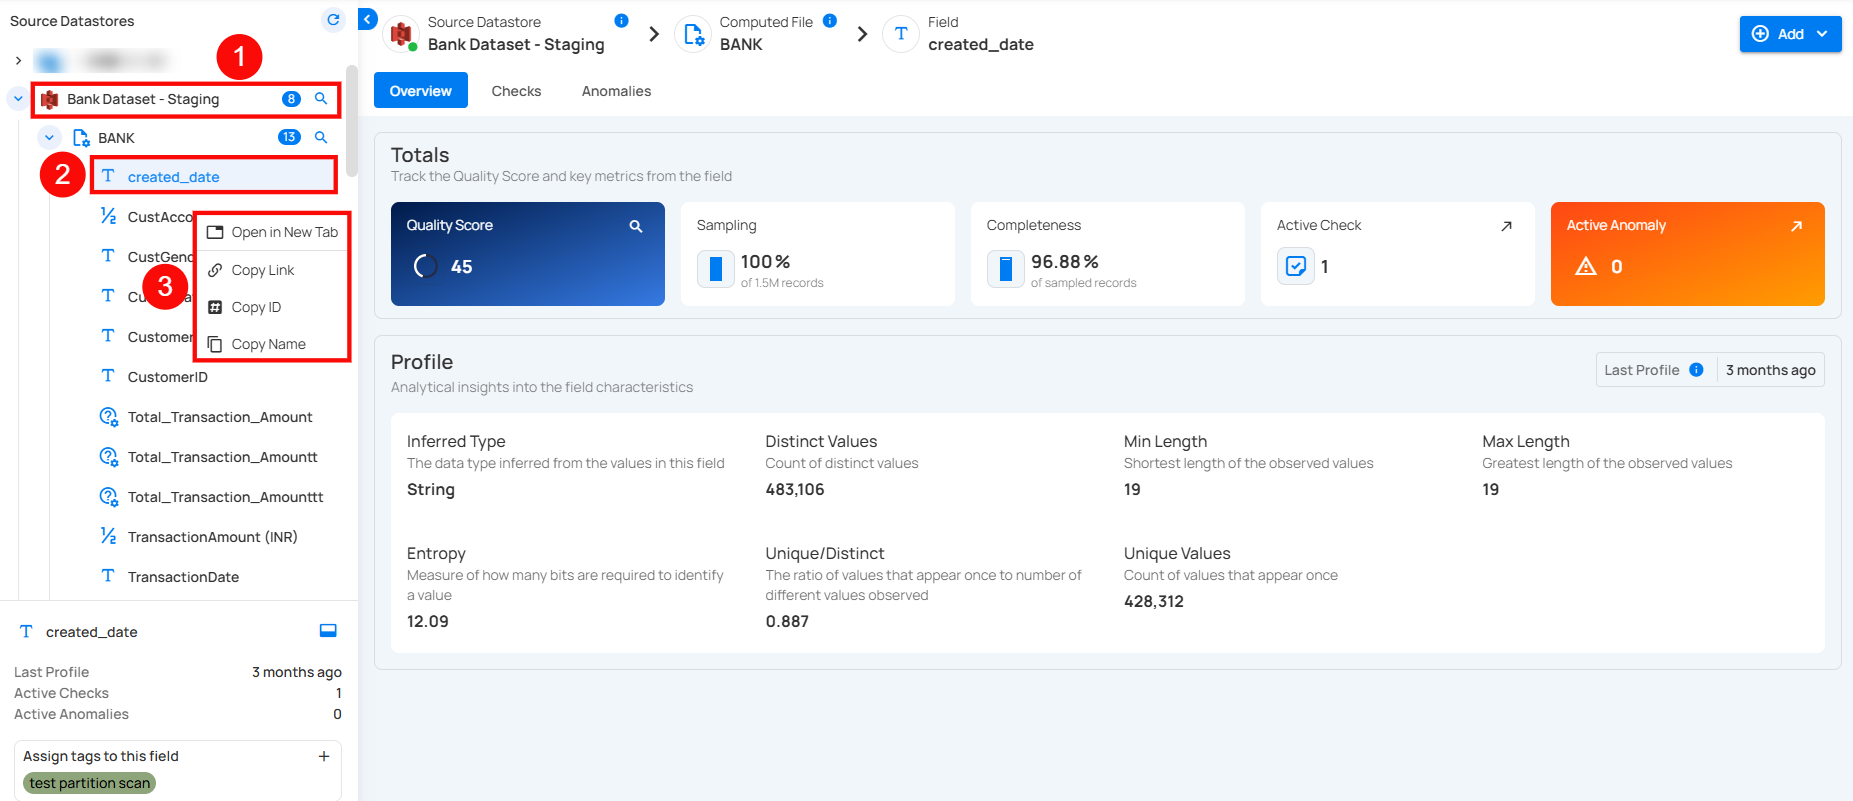 Source Datastores
1
Bank Dataset - Staging
8
BANK
13
2
created_date
CustAcco
CustGend
3
Customer
CustomerID
Total_Transaction_Amount
Total_Transaction_Amountt
Total_Transaction_Amounttt
TransactionAmount (INR)
TransactionDate
Open in New Tab
Copy Link
Copy ID
Copy Name
created_date
Last Profile 3 months ago
Active Checks 1
Active Anomalies 0
Assign tags to this field
test partition scan
Source Datastore
Bank Dataset - Staging
Computed File
BANK
Field
created_date
Add
Overview Checks Anomalies
Totals
Track the Quality Score and key metrics from the field
Quality Score
45
Sampling
100%
of 1.5M records
Completeness
96.88%
of sampled records
Active Check
1
Active Anomaly
0
Profile
Analytical insights into the field characteristics
Last Profile 3 months ago
Inferred Type
The data type inferred from the values in this field
String
Distinct Values
Count of distinct values
483,106
Min Length
Shortest length of the observed values
19
Max Length
Greatest length of the observed values
19
Entropy
Measure of how many bits are required to identify
a value
12.09
Unique/Distinct
The ratio of values that appear once to number of
different values observed
0.887
Unique Values
Count of values that appear once
428,312